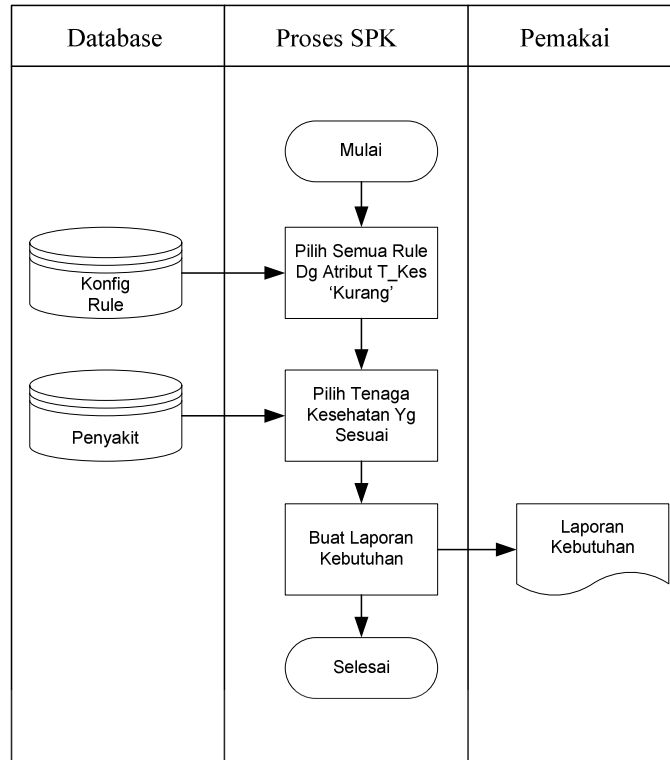 Database
Proses SPK
Pemakai
Mulai
Konfig
Rule
Pilih Semua Rule
Dg Atribut T_Kes
‘Kurang’
Penyakit
Pilih Tenaga
Kesehatan Yg
Sesuai
Buat Laporan
Kebutuhan
Laporan
Kebutuhan
Selesai